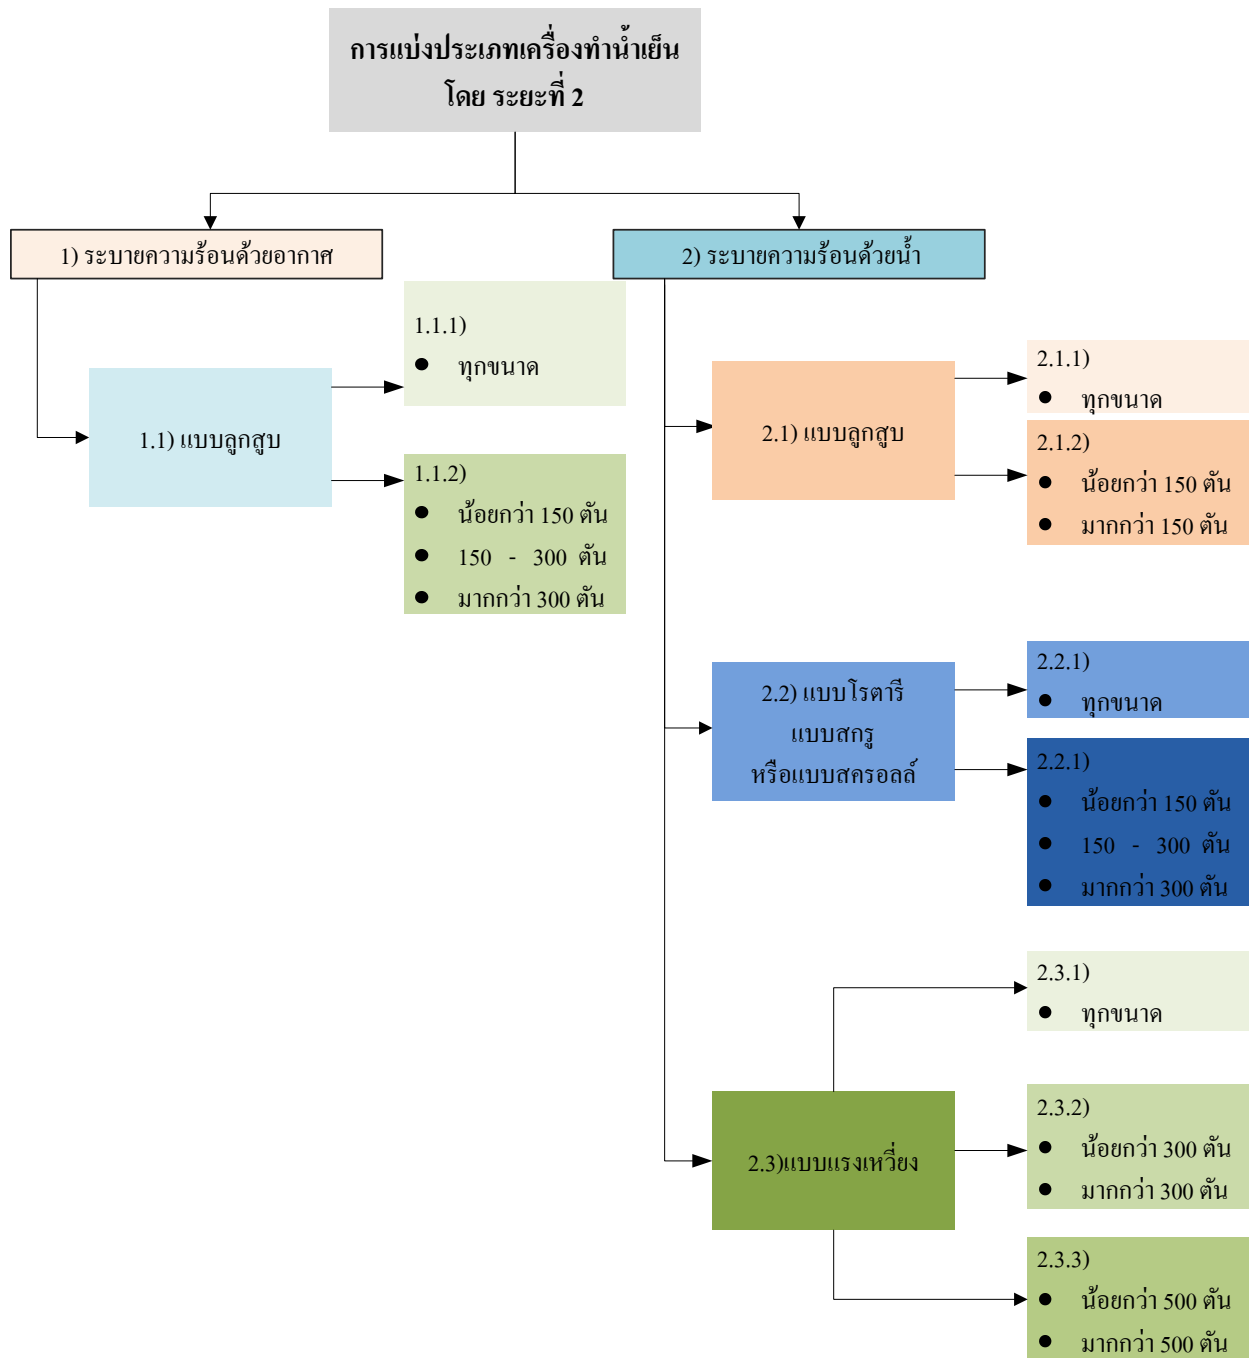 การแบ่งประเภทเครื่องทำน้ำเย็น
โดย ระยะที่ 2
1) ระบายความร้อนด้วยอากาศ
1.1) แบบลูกสูบ
1.1.1)
● ทุกขนาด
1.1.2)
● น้อยกว่า 150 ตัน
● 150 - 300 ตัน
● มากกว่า 300 ตัน
2) ระบายความร้อนด้วยน้ำ
2.1) แบบลูกสูบ
2.1.1)
● ทุกขนาด
2.1.2)
● น้อยกว่า 150 ตัน
● มากกว่า 150 ตัน
2.2) แบบโรตารี
แบบสกรู
หรือแบบสครอลล์
2.2.1)
● ทุกขนาด
2.2.1)
● น้อยกว่า 150 ตัน
● 150 - 300 ตัน
● มากกว่า 300 ตัน
2.3)แบบแรงเหวี่ยง
2.3.1)
● ทุกขนาด
2.3.2)
● น้อยกว่า 300 ตัน
● มากกว่า 300 ตัน
2.3.3)
● น้อยกว่า 500 ตัน
● มากกว่า 500 ตัน